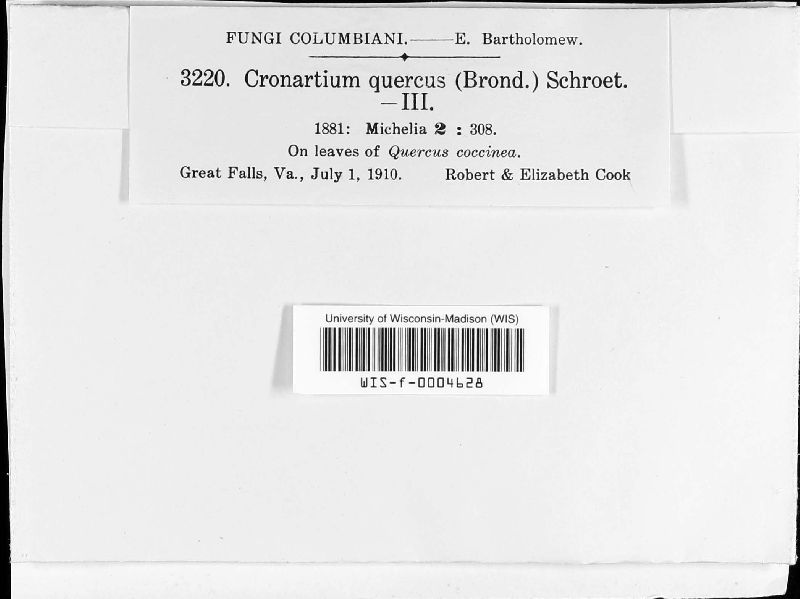 FUNGI COLUMBIANI.——E. Bartholomew.
3220. Cronartium quercus (Brond.) Schroet.
—III.
1881: Michelia 2 : 308.
On leaves of Quercus coccinea.
Great Falls, Va., July 1, 1910. Robert & Elizabeth Cook
University of Wisconsin-Madison (WIS)
WIS-f-0004628